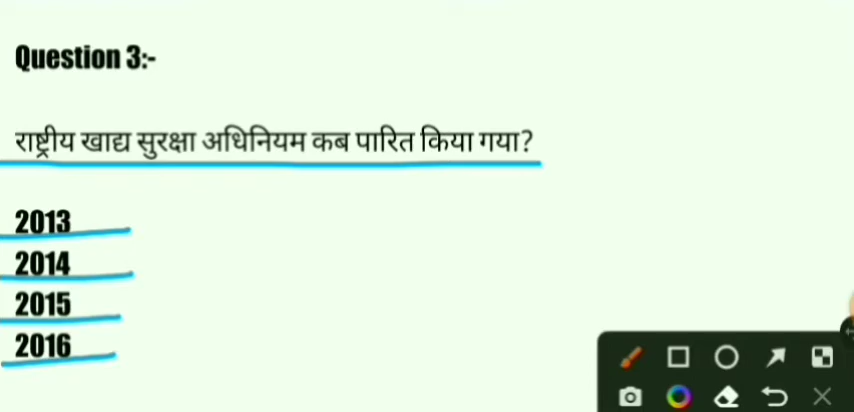 Question 3:-
राष्ट्रीय खाद्य सुरक्षा अधिनियम कब पारित किया गया?
2013
2014
2015
2016